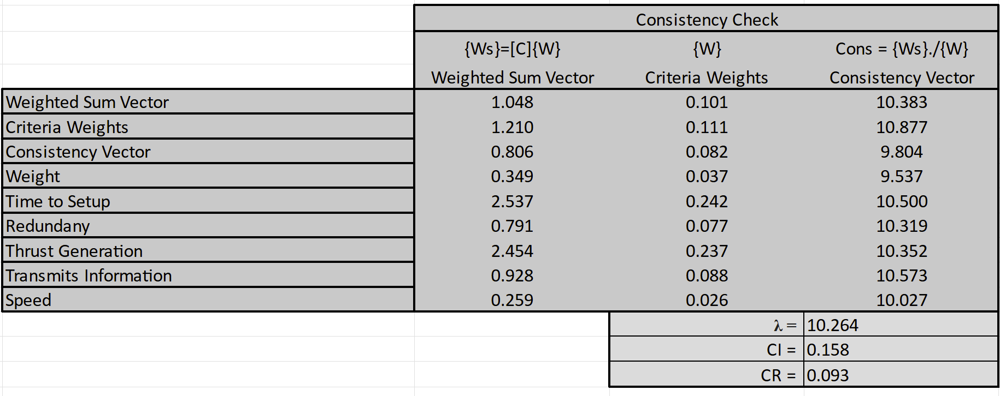 Consistency Check
{Ws}=[C]{W} {W} Cons = {Ws}./{W}
Weighted Sum Vector Criteria Weights Consistency Vector
Weighted Sum Vector 1.048 0.101 10.383
Criteria Weights 1.210 0.111 10.877
Consistency Vector 0.806 0.082 9.804
Weight 0.349 0.037 9.537
Time to Setup 2.537 0.242 10.500
Redundany 0.791 0.077 10.319
Thrust Generation 2.454 0.237 10.352
Transmits Information 0.928 0.088 10.573
Speed 0.259 0.026 10.027
λ = 10.264
CI = 0.158
CR = 0.093